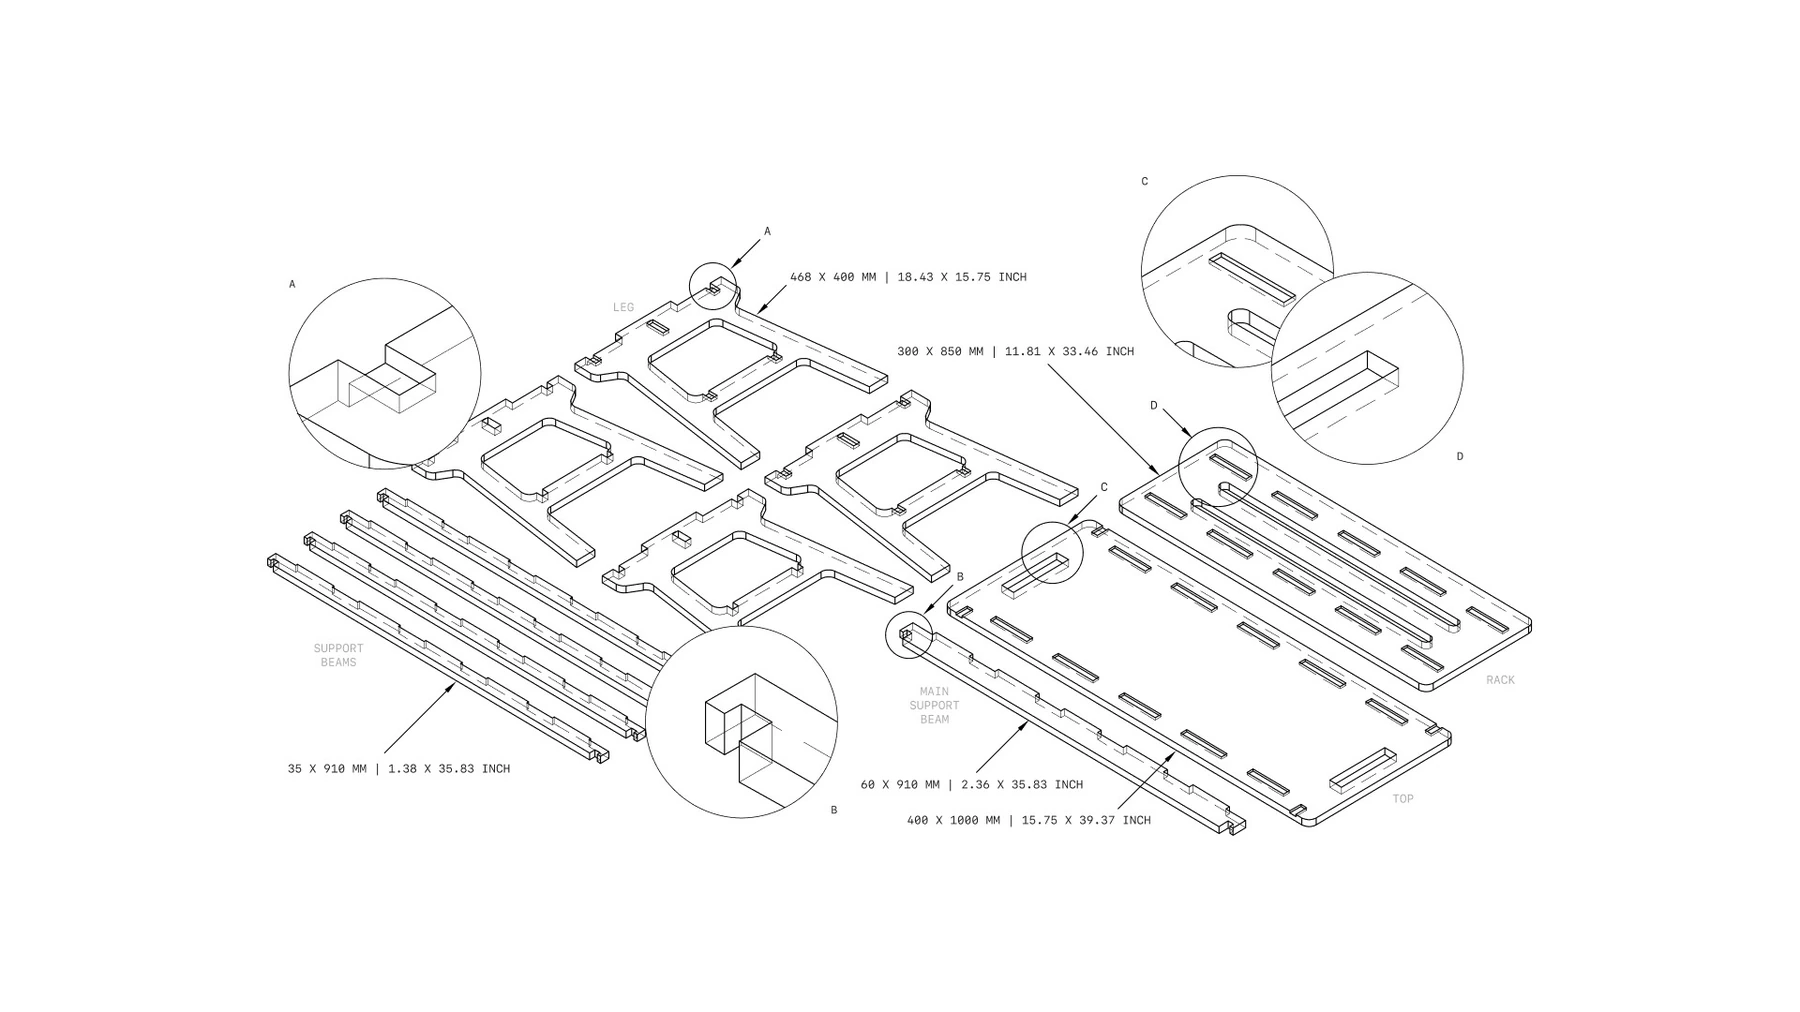 C
A
468 X 400 MM | 18.43 X 15.75 INCH
A
LEG
300 X 850 MM | 11.81 X 33.46 INCH
D
D
C
B
SUPPORT
BEAMS
RACK
MAIN
SUPPORT
BEAM
35 X 910 MM | 1.38 X 35.83 INCH
60 X 910 MM | 2.36 X 35.83 INCH
TOP
B
400 X 1000 MM | 15.75 X 39.37 INCH